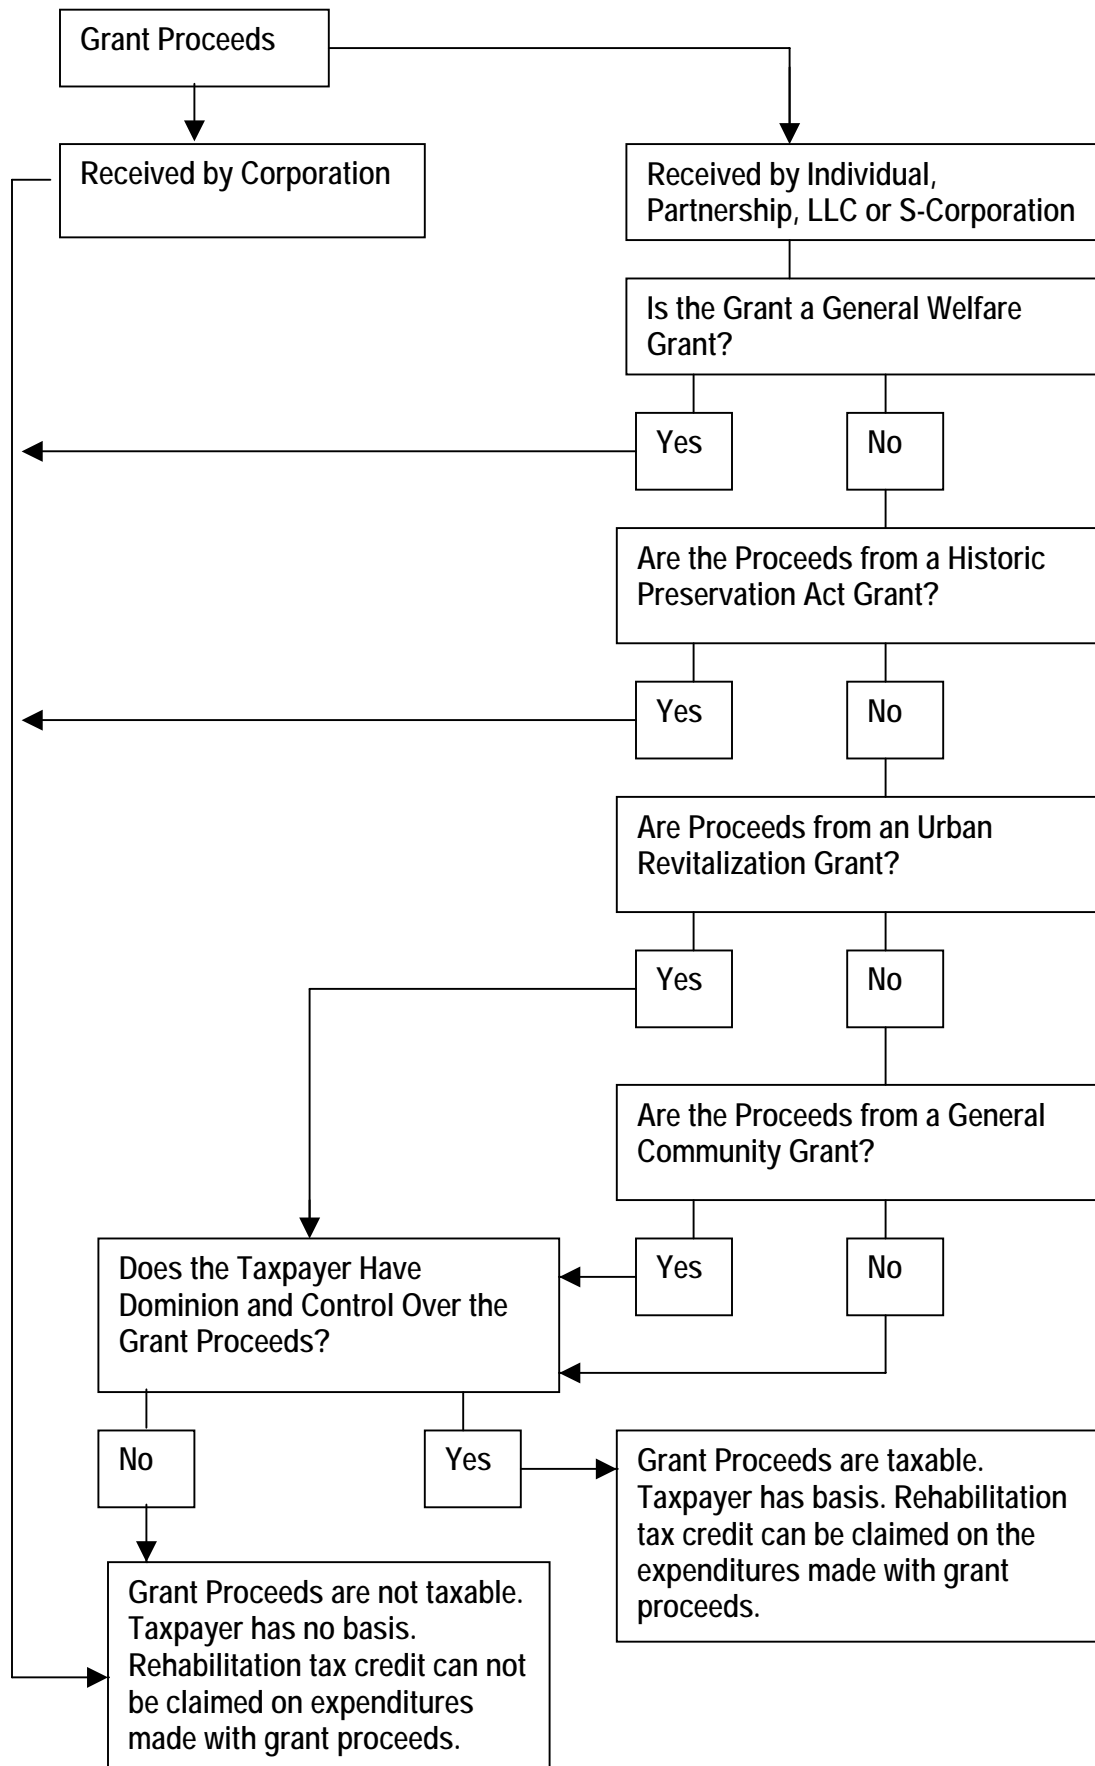 Grant Proceeds
Received by Corporation
Received by Individual,
Partnership, LLC or S-Corporation
Is the Grant a General Welfare
Grant?
Yes
No
Are the Proceeds from a Historic
Preservation Act Grant?
Yes
No
Are Proceeds from an Urban
Revitalization Grant?
Yes
No
Are the Proceeds from a General
Community Grant?
Yes
No
Does the Taxpayer Have
Dominion and Control Over the
Grant Proceeds?
No
Yes
Grant Proceeds are taxable.
Taxpayer has basis. Rehabilitation
tax credit can be claimed on the
expenditures made with grant
proceeds.
Grant Proceeds are not taxable.
Taxpayer has no basis.
Rehabilitation tax credit can not
be claimed on expenditures
made with grant proceeds.